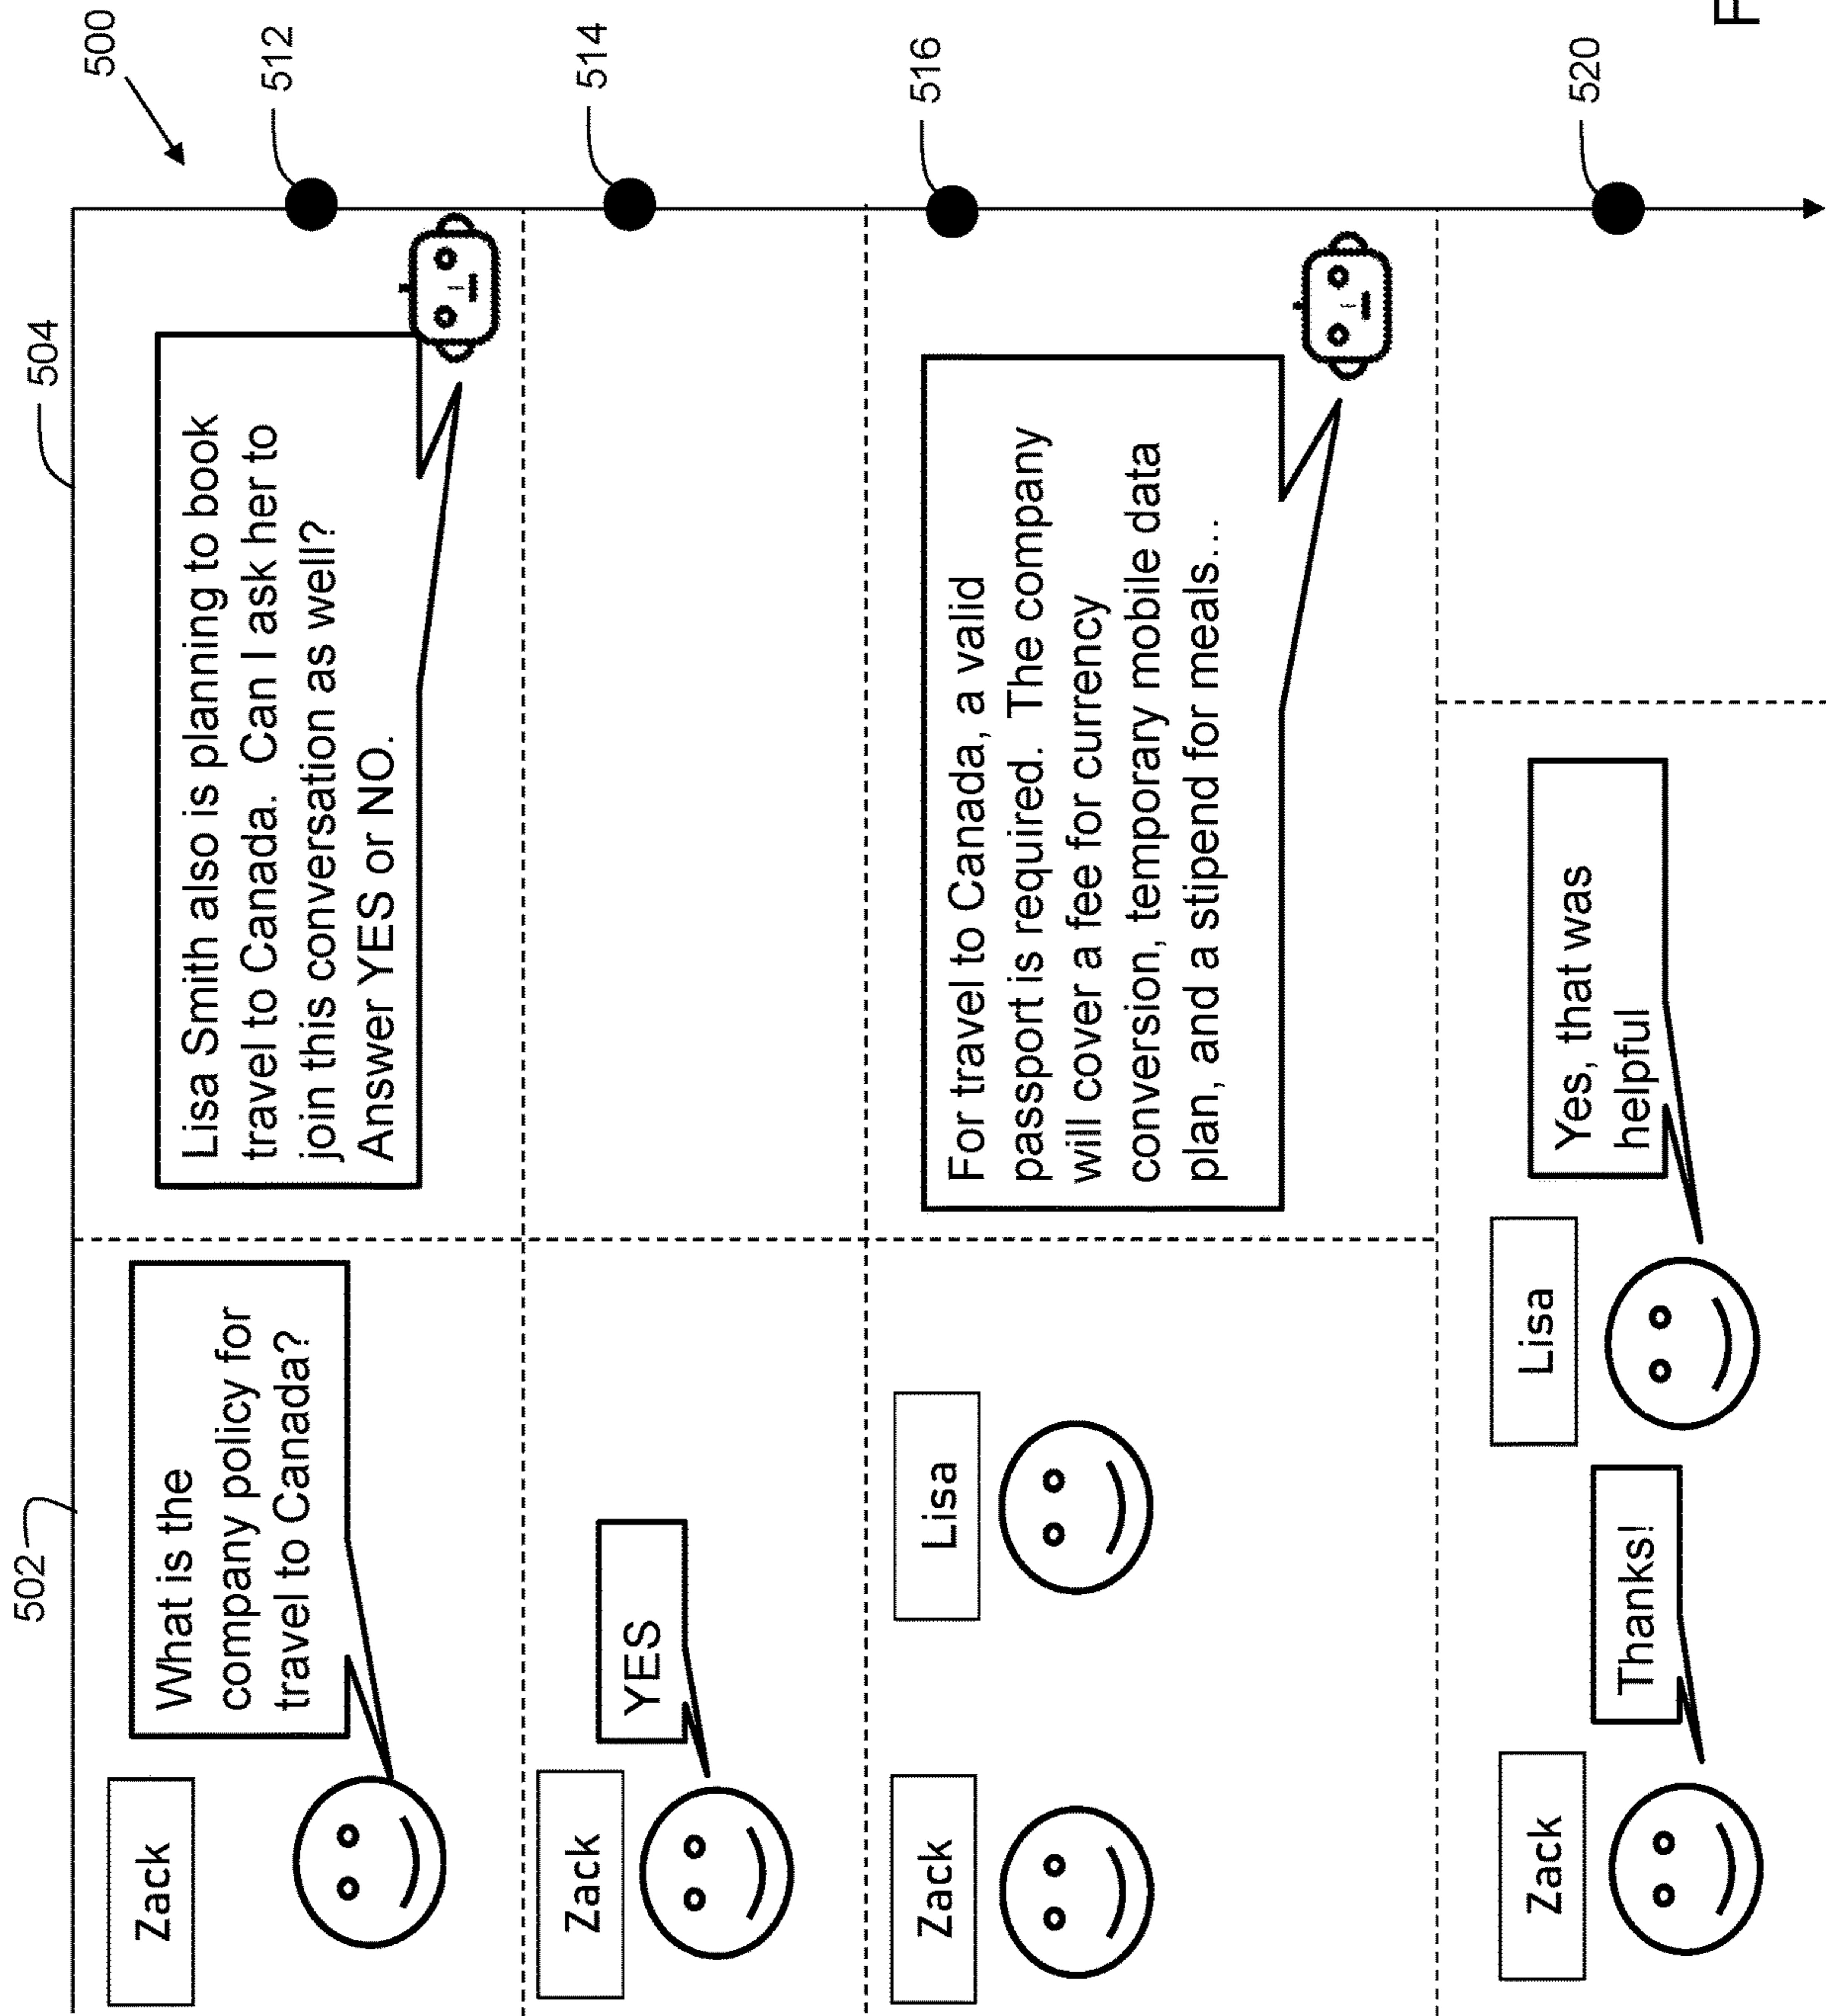 502
504
500
Zack
What is the
company policy for
travel to Canada?
Lisa Smith also is planning to book
travel to Canada. Can I ask her to
join this conversation as well?
Answer YES or NO.
512
Zack
YES
514
Zack
Lisa
For travel to Canada, a valid
passport is required. The company
will cover a fee for currency
conversion, temporary mobile data
plan, and a stipend for meals...
516
Zack
Thanks!
Lisa
Yes, that was
helpful
520
F